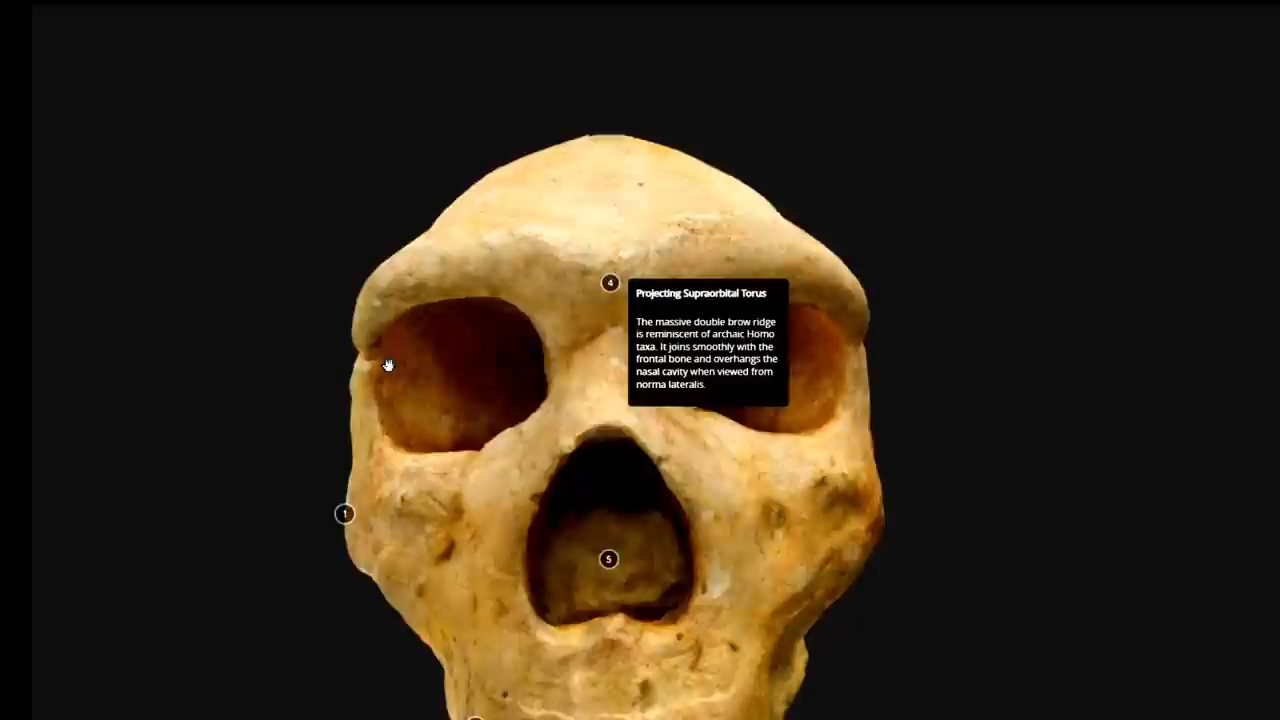 4
Projecting Supraorbital Torus
The massive double brow ridge
is reminiscent of archaic Homo
taxa. It joins smoothly with the
frontal bone and overhangs the
nasal cavity when viewed from
norma lateralis.
1
5